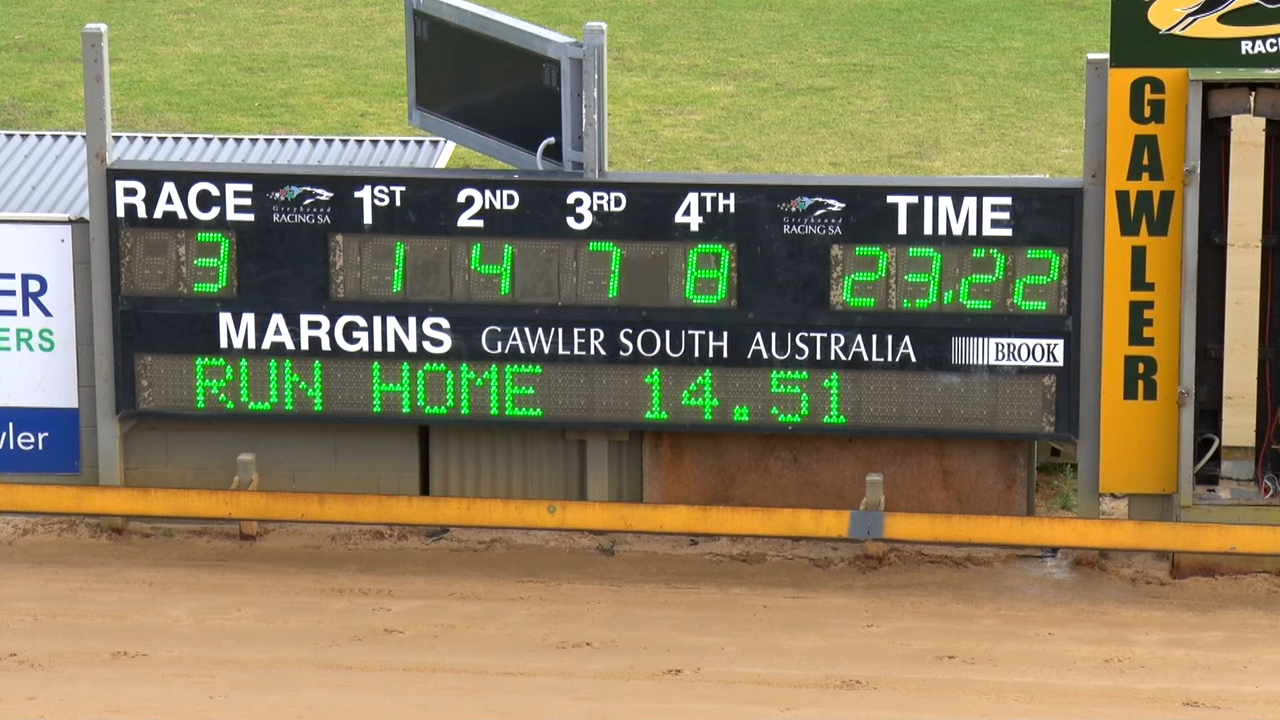 RAC
GAWLER
RACE Greyhound RACING SA 1ST 2ND 3RD 4TH Greyhound RACING SA TIME
3 1 4 7 8 23.22
MARGINS GAWLER SOUTH AUSTRALIA BROOK
RUN HOME 14.51
ER
ERS
wler